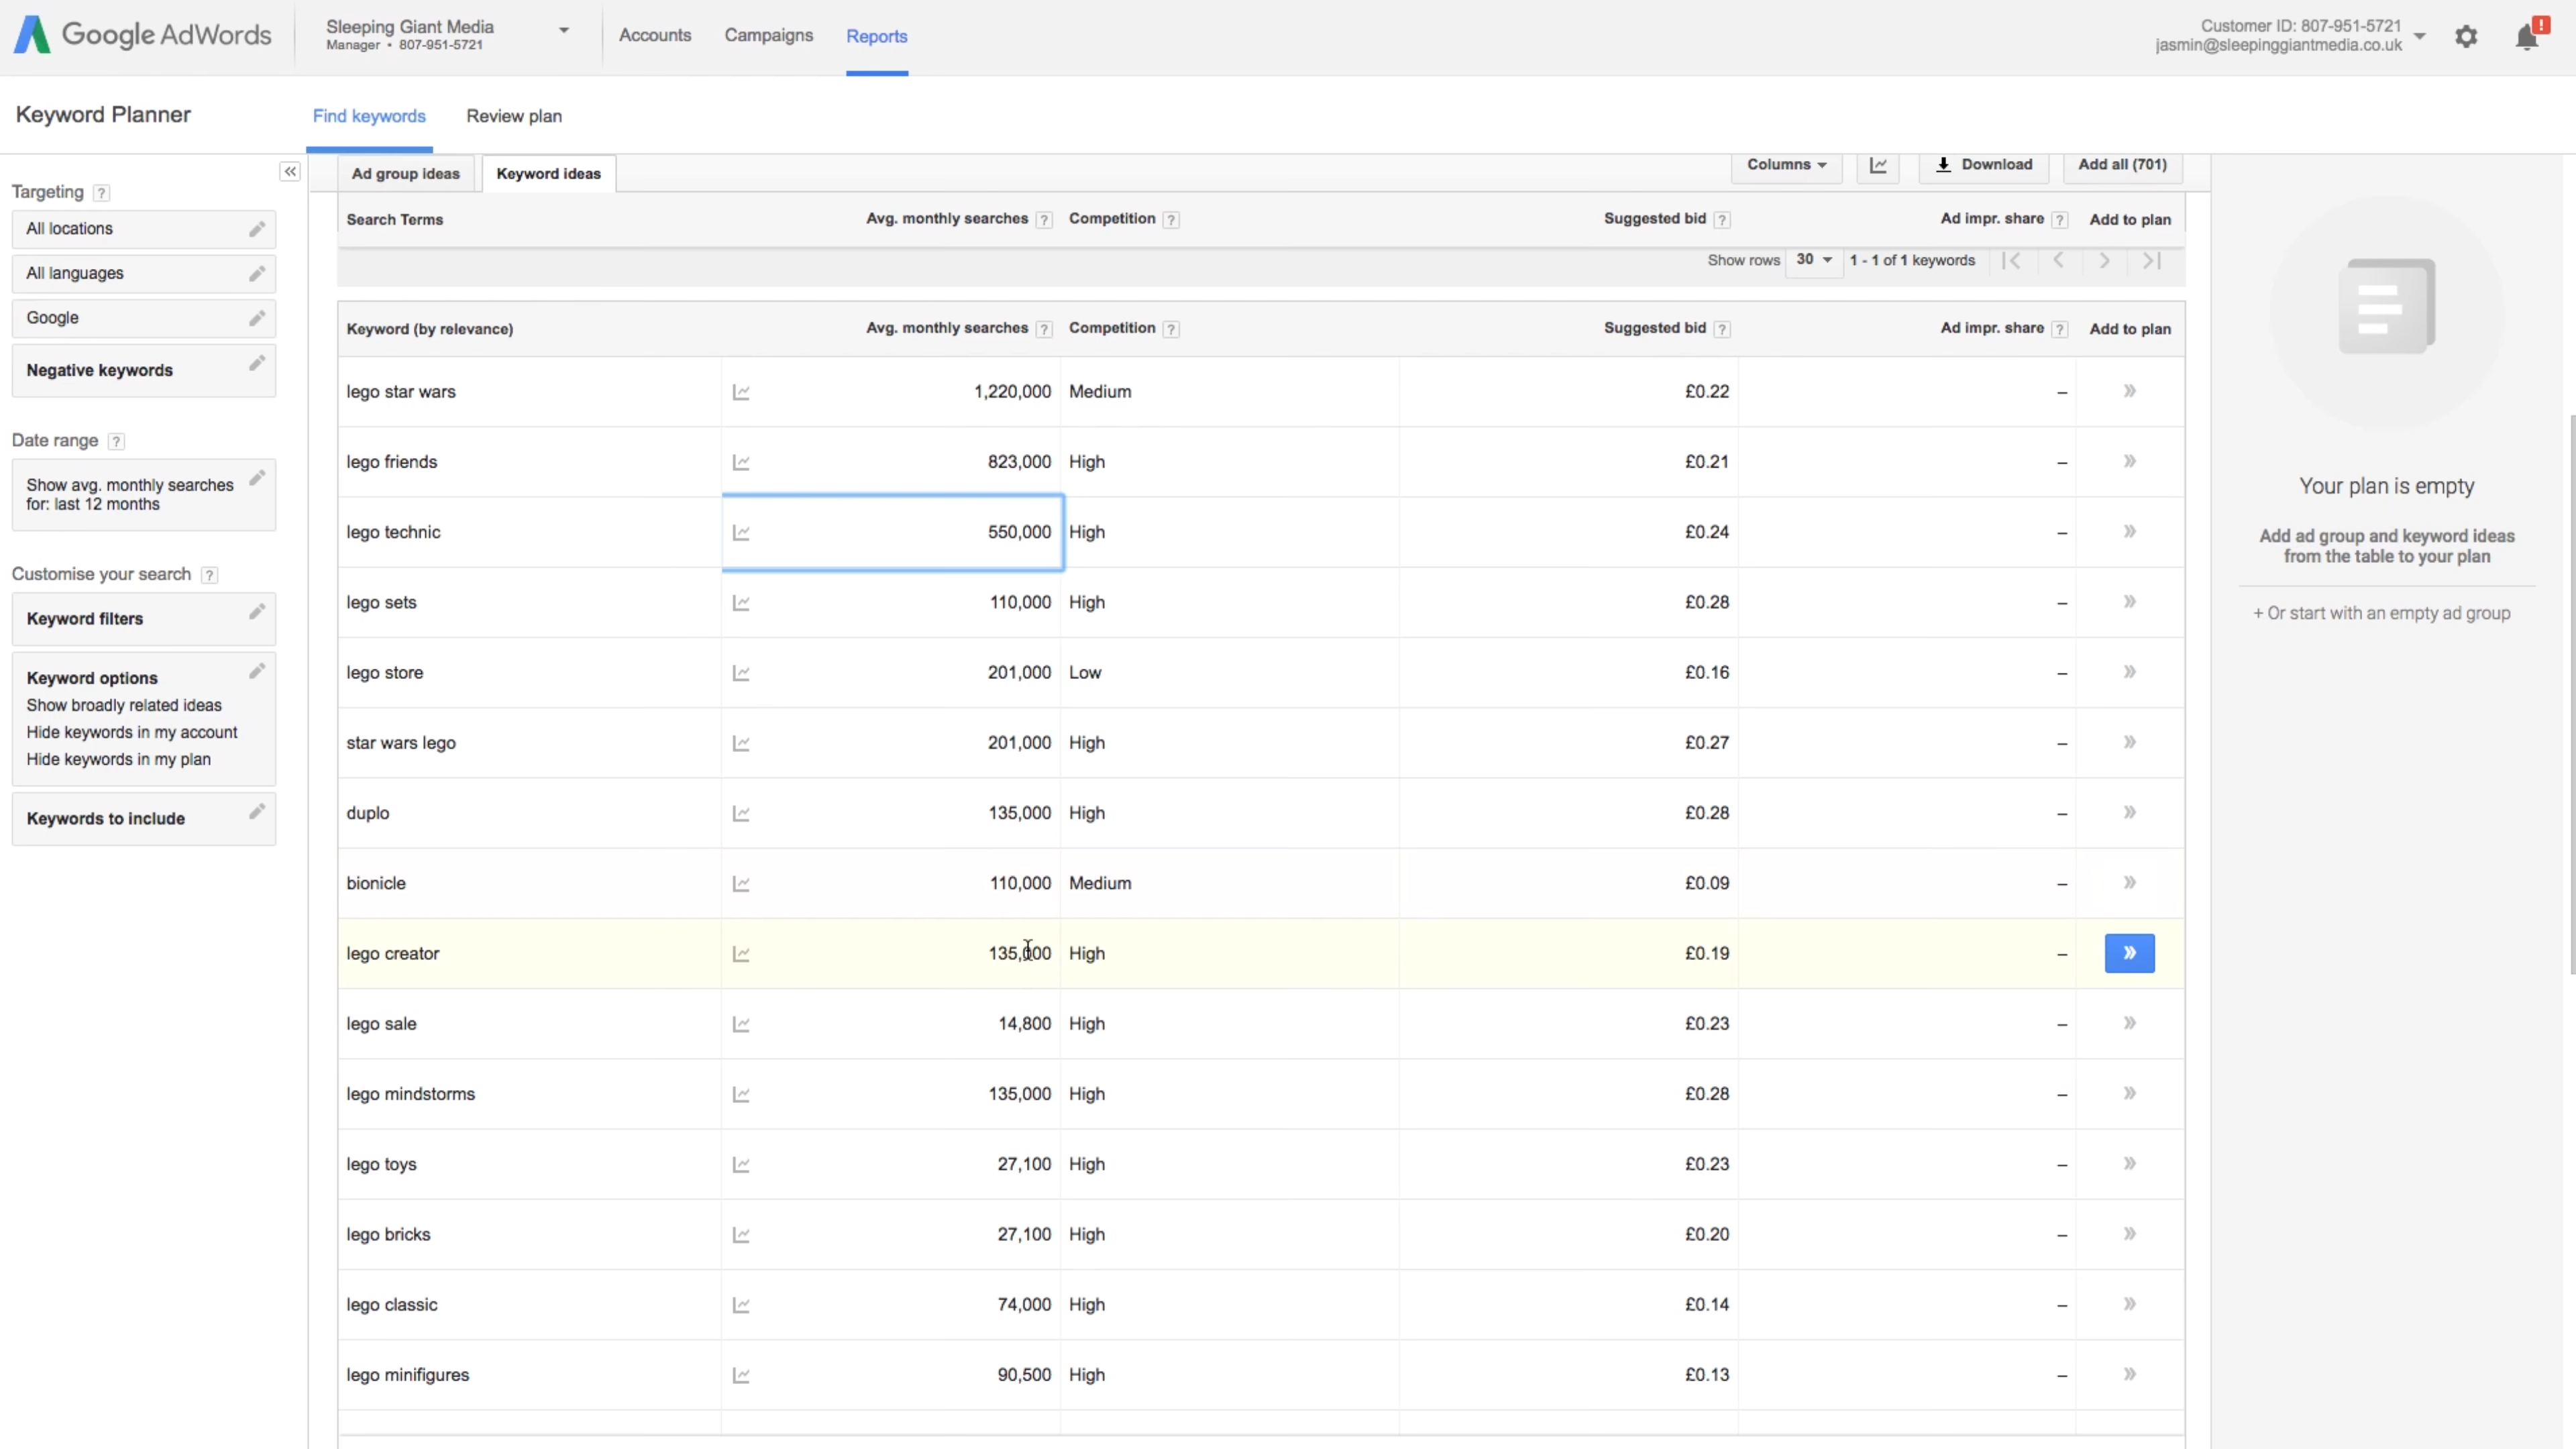 Google AdWords
Sleeping Giant Media
Manager • 807-951-5721
Accounts
Campaigns
Reports
Customer ID: 807-951-5721
jasmin@sleepinggiantmedia.co.uk
!
Keyword Planner
Find keywords
Review plan
Targeting ?
All locations
All languages
Google
Negative keywords
Date range ?
Show avg. monthly searches
for: last 12 months
Customise your search ?
Keyword filters
Keyword options
Show broadly related ideas
Hide keywords in my account
Hide keywords in my plan
Keywords to include
Ad group ideas
Keyword ideas
Columns
Download
Add all (701)
Search Terms Avg. monthly searches ? Competition ? Suggested bid ? Ad impr. share ? Add to plan
Show rows 30 1 - 1 of 1 keywords
Keyword (by relevance) Avg. monthly searches ? Competition ? Suggested bid ? Ad impr. share ? Add to plan
lego star wars 1,220,000 Medium £0.22 – »
lego friends 823,000 High £0.21 – »
lego technic 550,000 High £0.24 – »
lego sets 110,000 High £0.28 – »
lego store 201,000 Low £0.16 – »
star wars lego 201,000 High £0.27 – »
duplo 135,000 High £0.28 – »
bionicle 110,000 Medium £0.09 – »
lego creator 135,000 High £0.19 – »
lego sale 14,800 High £0.23 – »
lego mindstorms 135,000 High £0.28 – »
lego toys 27,100 High £0.23 – »
lego bricks 27,100 High £0.20 – »
lego classic 74,000 High £0.14 – »
lego minifigures 90,500 High £0.13 – »
Your plan is empty
Add ad group and keyword ideas
from the table to your plan
+ Or start with an empty ad group